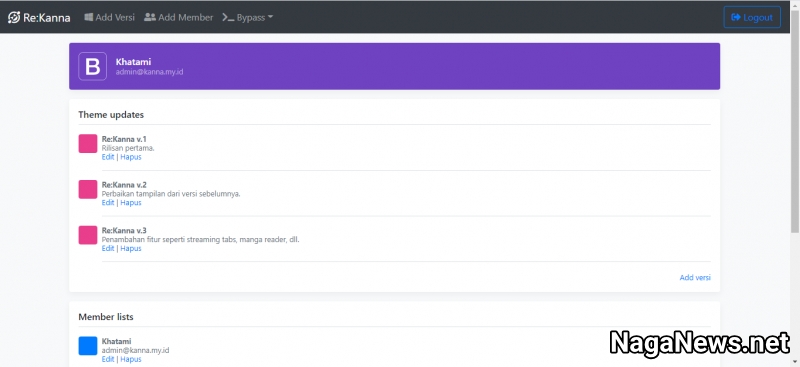 Re:Kanna Add Versi Add Member Bypass Logout
B
Khatami
admin@kanna.my.id
Theme updates
Re:Kanna v.1
Rilisan pertama.
Edit | Hapus
Re:Kanna v.2
Perbaikan tampilan dari versi sebelumnya.
Edit | Hapus
Re:Kanna v.3
Penambahan fitur seperti streaming tabs, manga reader, dll.
Edit | Hapus
Add versi
Member lists
Khatami
admin@kanna.my.id
Edit | Hapus
NagaNews.net